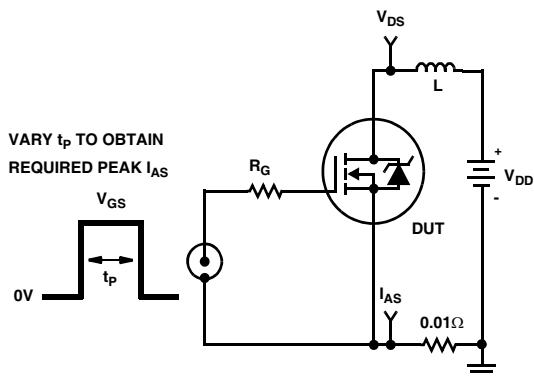 V_DS
L
VARY t_P TO OBTAIN
REQUIRED PEAK I_AS
R_G
+
V_DD
-
V_GS
DUT
t_P
0V
I_AS
0.01Ω